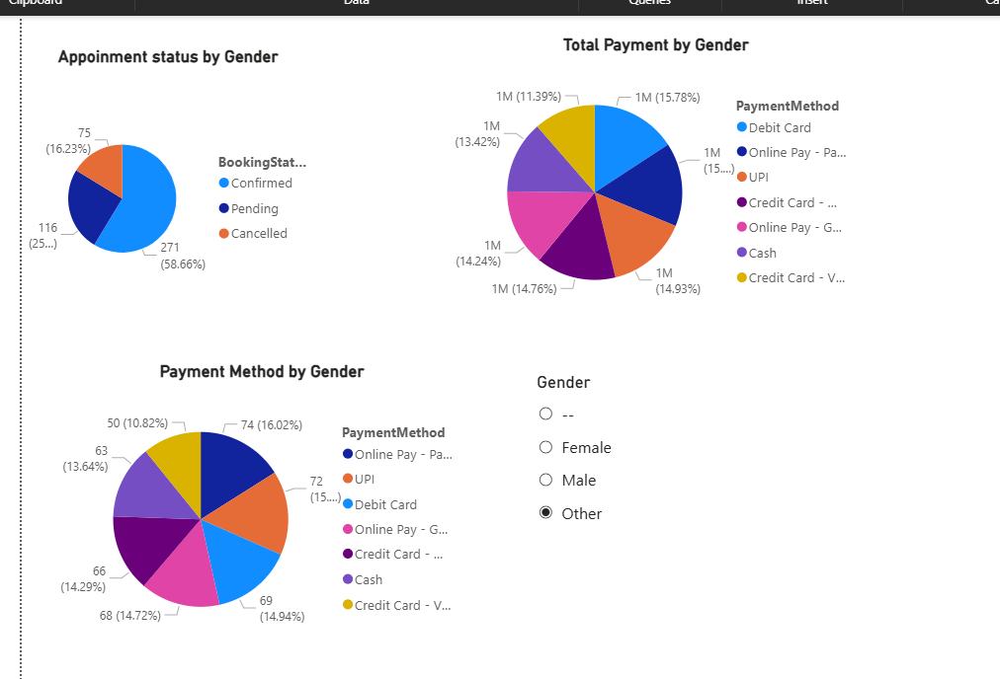 Clipboard
Data
Queries
Insert
Ca
Appoinment status by Gender
75
(16.23%)
116
(25...)
271
(58.66%)
BookingStat...
Confirmed
Pending
Cancelled
Total Payment by Gender
1M (11.39%)
1M (15.78%)
1M
(13.42%)
1M
(15....)
1M
(14.24%)
1M (14.76%)
1M
(14.93%)
PaymentMethod
Debit Card
Online Pay - Pa...
UPI
Credit Card - ...
Online Pay - G...
Cash
Credit Card - V...
Payment Method by Gender
50 (10.82%)
74 (16.02%)
63
(13.64%)
72
(15....)
66
(14.29%)
68 (14.72%)
69
(14.94%)
PaymentMethod
Online Pay - Pa...
UPI
Debit Card
Online Pay - G...
Credit Card - ...
Cash
Credit Card - V...
Gender
--
Female
Male
Other